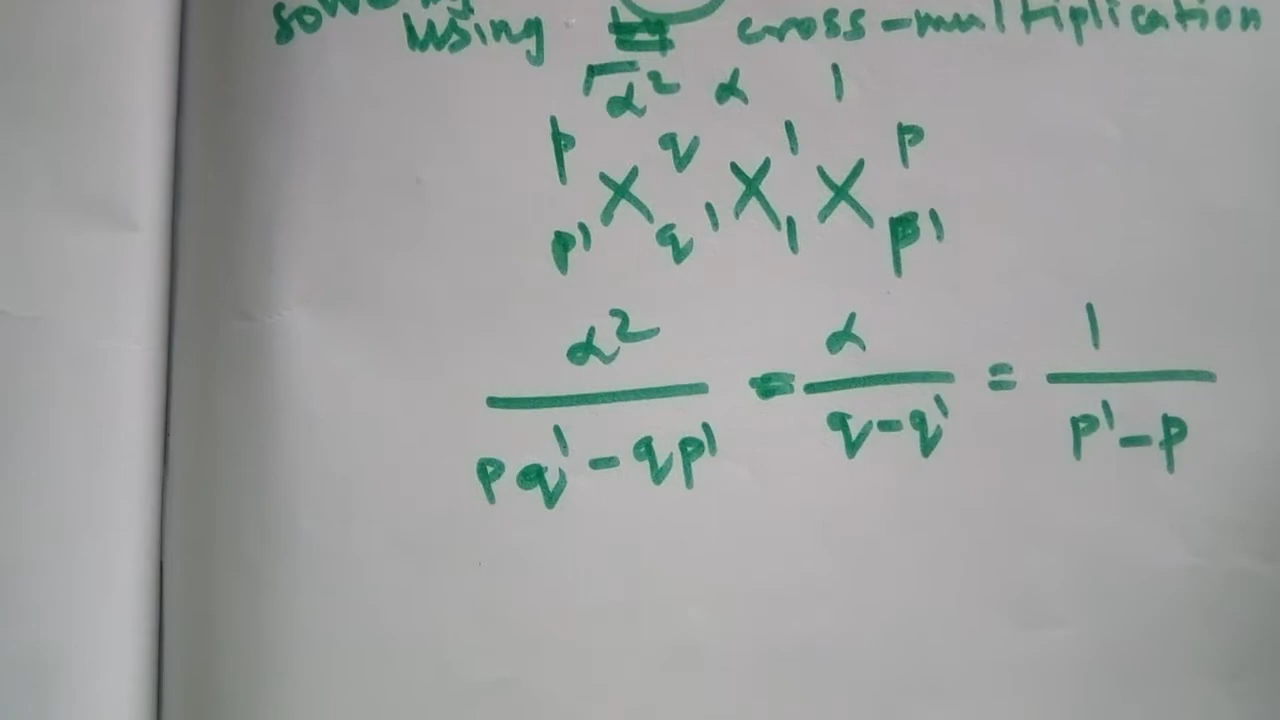 using cross-multiplication
α² α 1
p q 1 p
× × ×
p' q' 1 p'
α² / pq' - qp' = α / q - q' = 1 / p' - p